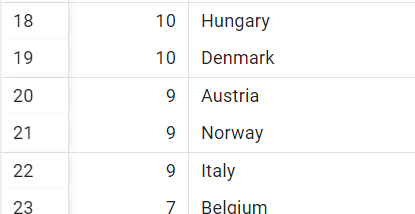 18 10 Hungary
19 10 Denmark
20 9 Austria
21 9 Norway
22 9 Italy
23 7 Belgium